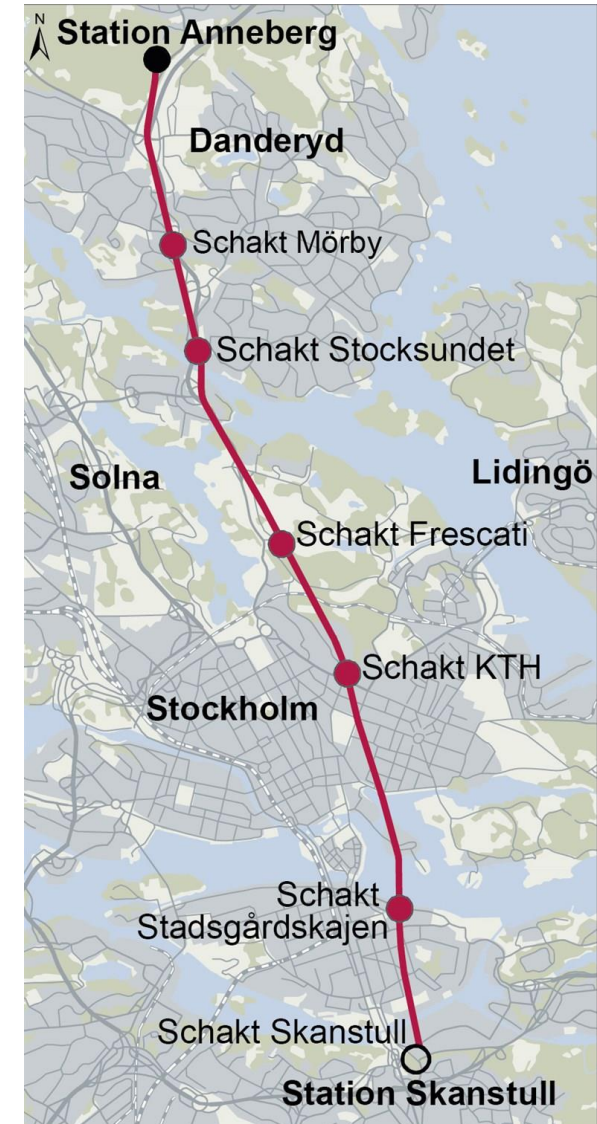 N
Station Anneberg
Danderyd
Schakt Mörby
Schakt Stocksundet
Solna
Lidingö
Schakt Frescati
Schakt KTH
Stockholm
Schakt
Stadsgårdskajen
Schakt Skanstull
Station Skanstull